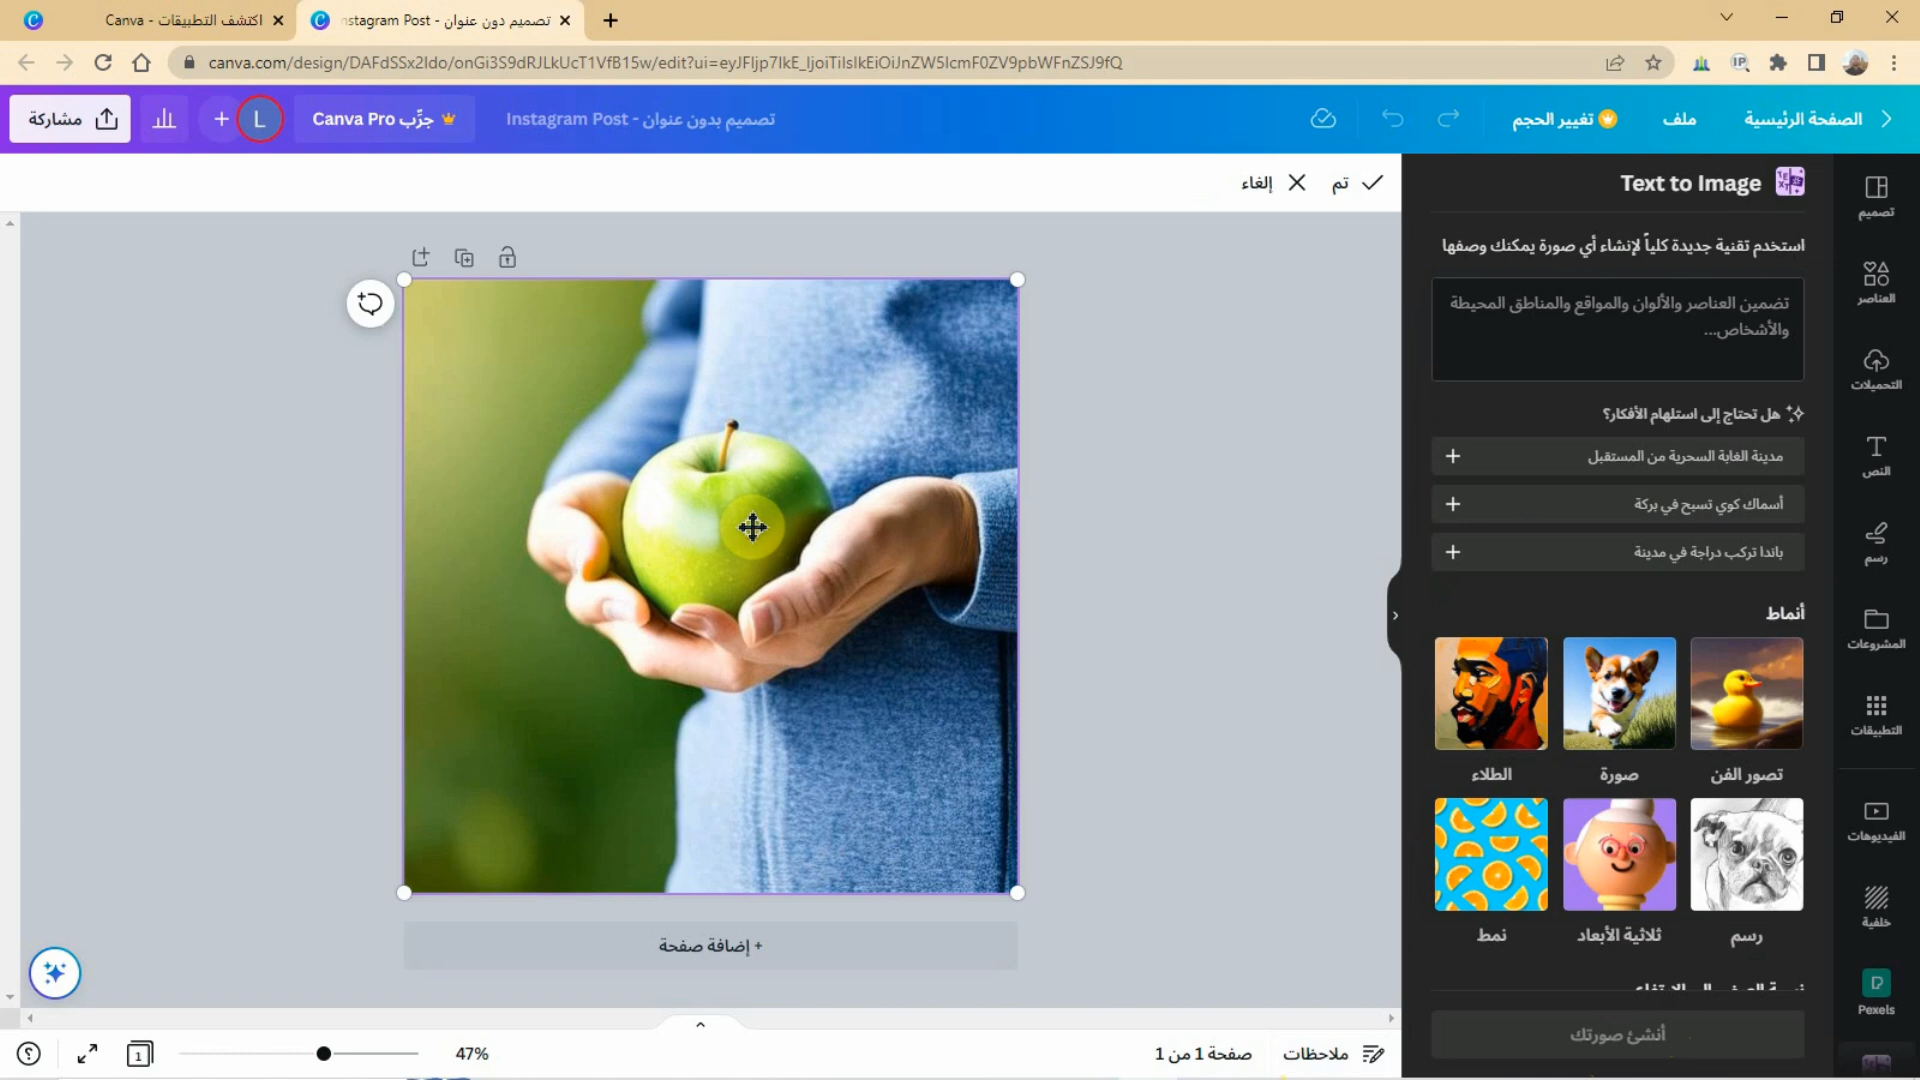 اكتشف التطبيقات - Canva
تصميم دون عنوان - nstagram Post
canva.com/design/DAFdSSx2Ido/onGi3S9dRJLkUcT1VfB15w/edit?ui=eyJFIjp7IkE_IjoiTiIsIkEiOiJnZW5lcmF0ZV9pbWFnZSJ9fQ
الصفحة الرئيسية
ملف
تغيير الحجم
تصميم بدون عنوان - Instagram Post
جرِّب Canva Pro
L
مشاركة
تم
إلغاء
Text to Image
استخدم تقنية جديدة كلياً لإنشاء أي صورة يمكنك وصفها
تضمين العناصر والألوان والمواقع والمناطق المحيطة
والأشخاص...
هل تحتاج إلى استلهام الأفكار؟
مدينة الغابة السحرية من المستقبل
أسماك كوي تسبح في بركة
باندا تركب دراجة في مدينة
أنماط
تصور الفن
صورة
الطلاء
رسم
ثلاثية الأبعاد
نمط
أنشئ صورتك
تصميم
العناصر
التحميلات
النص
رسم
المشروعات
التطبيقات
الفيديوهات
خلفية
Pexels
+ إضافة صفحة
ملاحظات
صفحة 1 من 1
47%
1